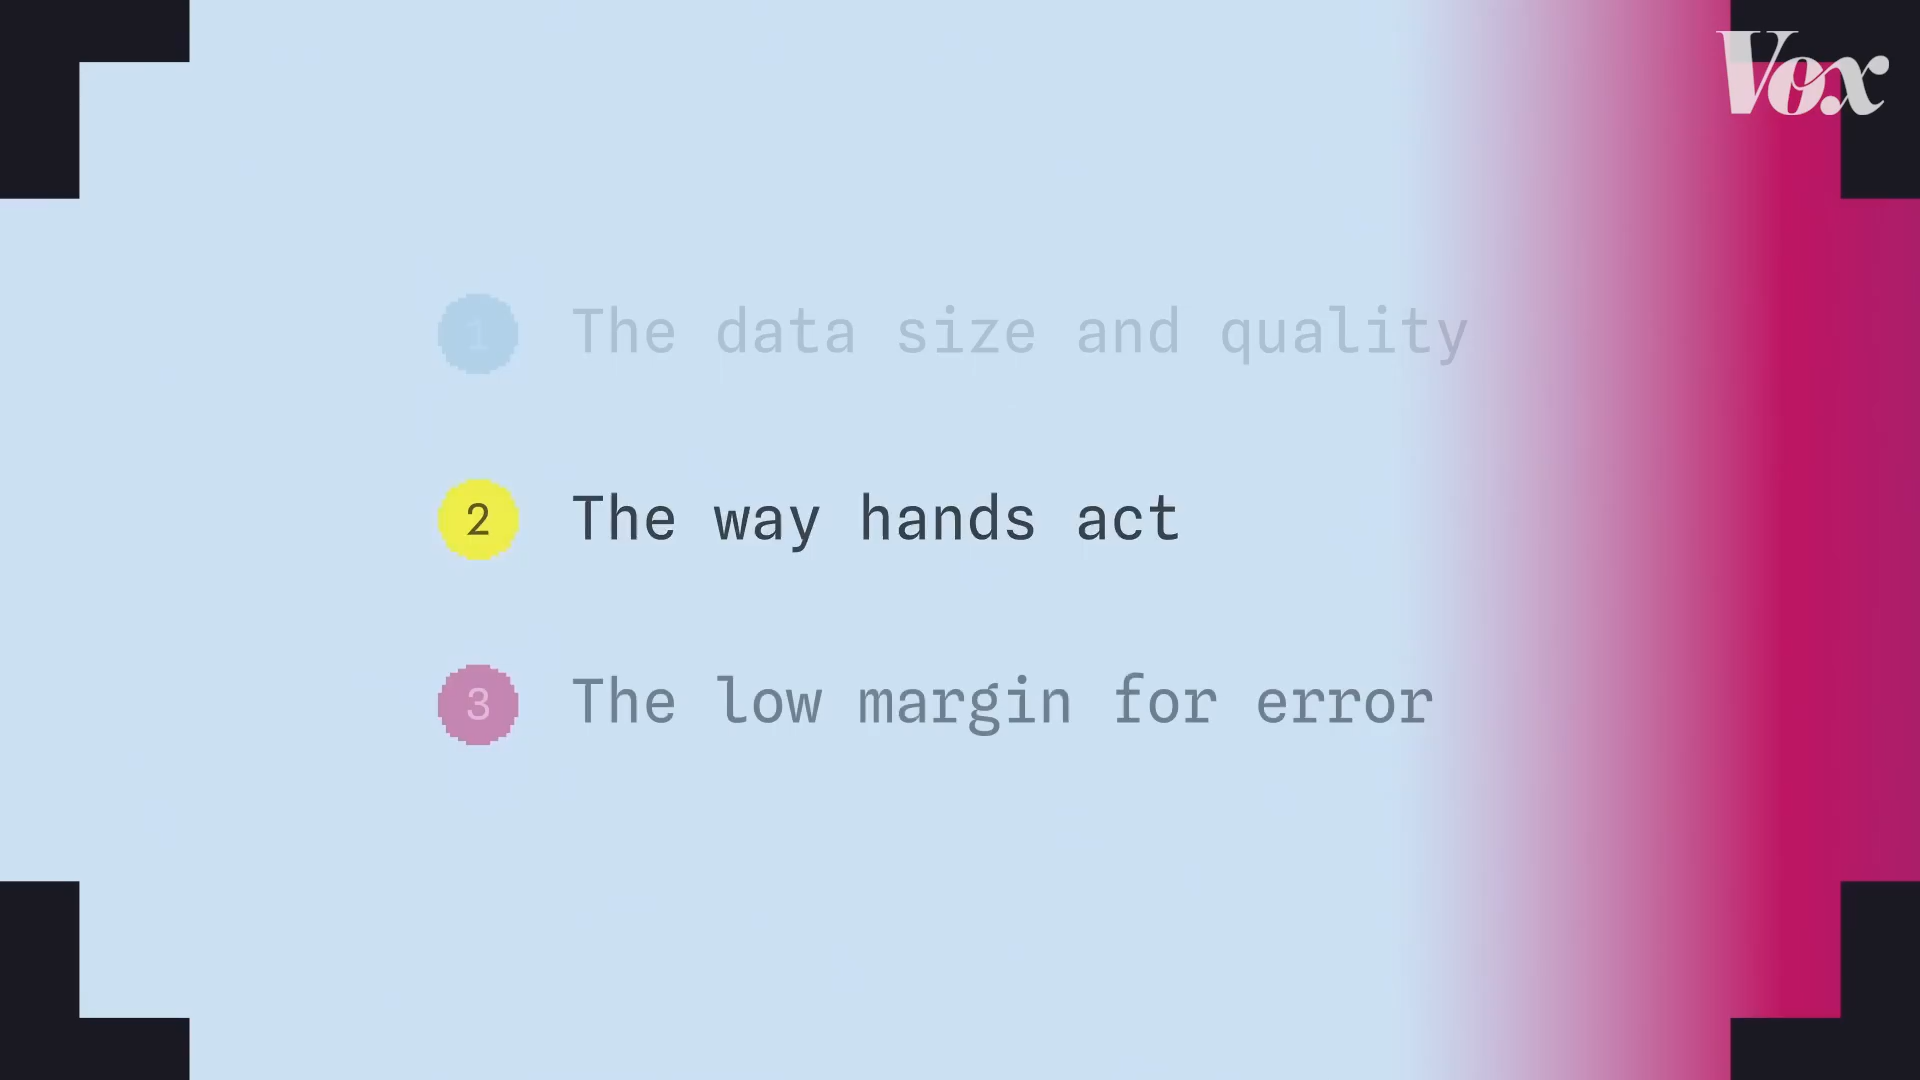 Vox
1 The data size and quality
2 The way hands act
3 The low margin for error